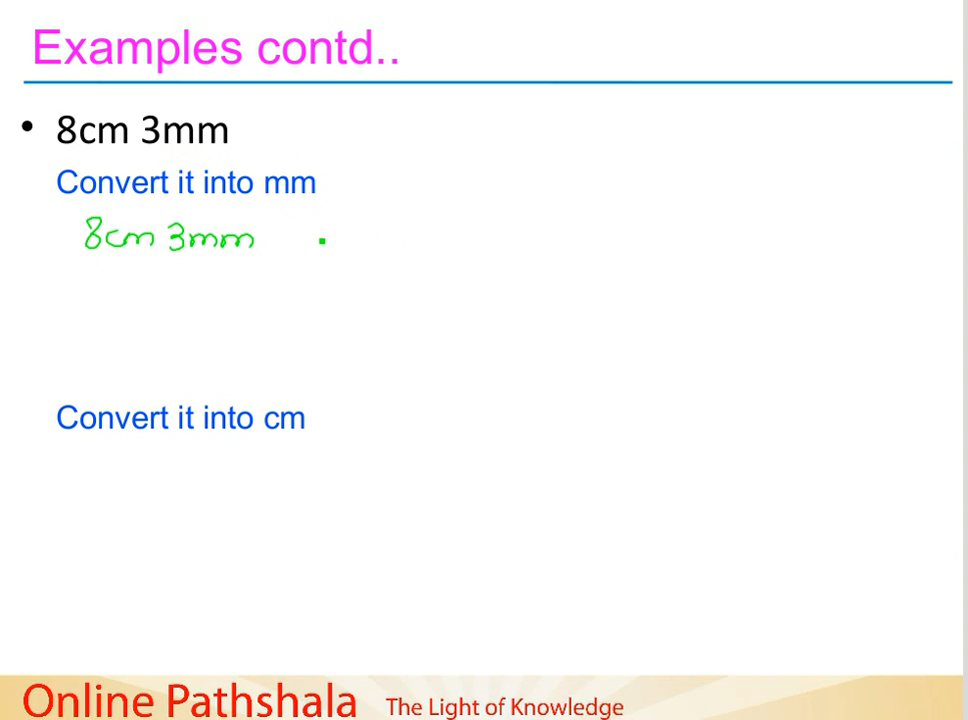 Examples contd..
• 8cm 3mm
Convert it into mm
8cm 3mm
Convert it into cm
Online Pathshala The Light of Knowledge